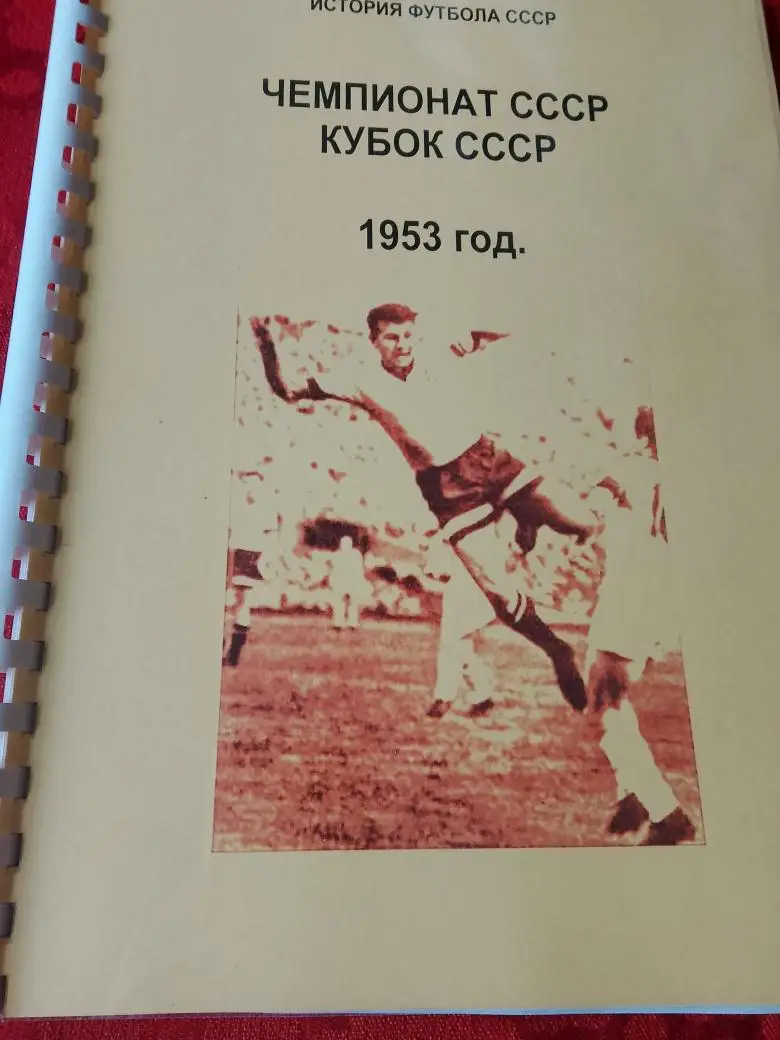 ИСТОРИЯ ФУТБОЛА СССР
ЧЕМПИОНАТ СССР
КУБОК СССР
1953 год.